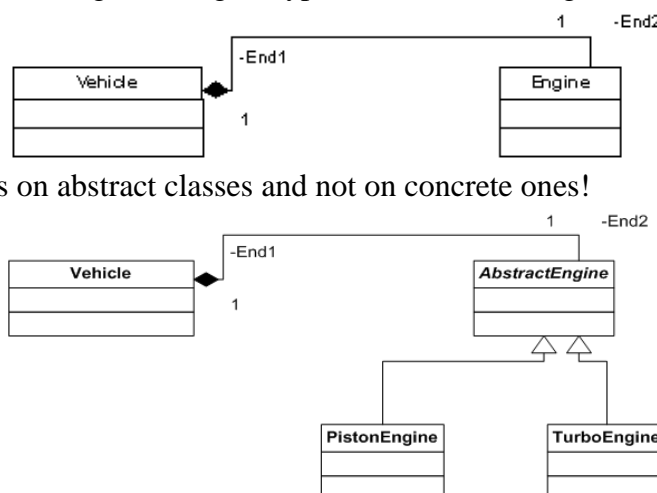 1 -End2
-End1
Vehicle Engine
1
s on abstract classes and not on concrete ones!
1 -End2
-End1
Vehicle AbstractEngine
1
PistonEngine TurboEngine